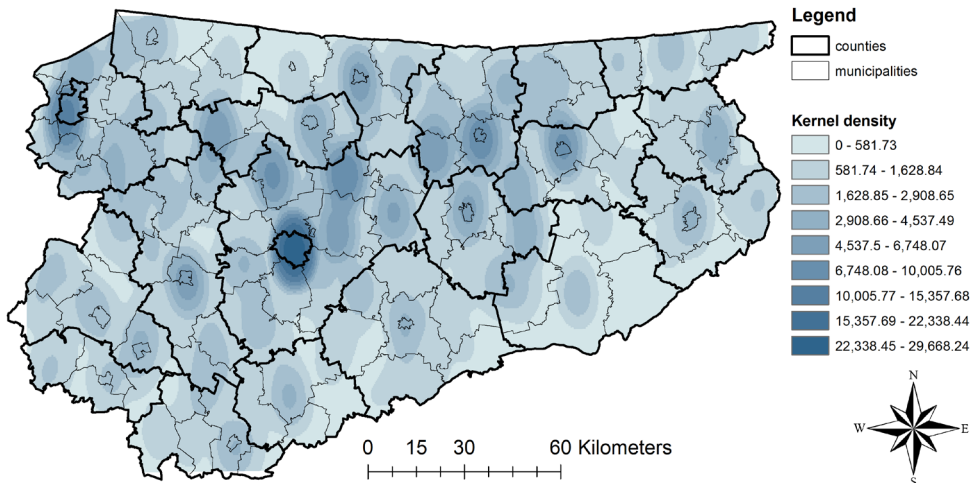 Legend
counties
municipalities
Kernel density
0 - 581.73
581.74 - 1,628.84
1,628.85 - 2,908.65
2,908.66 - 4,537.49
4,537.5 - 6,748.07
6,748.08 - 10,005.76
10,005.77 - 15,357.68
15,357.69 - 22,338.44
22,338.45 - 29,668.24
N
W E
S
0 15 30 60 Kilometers